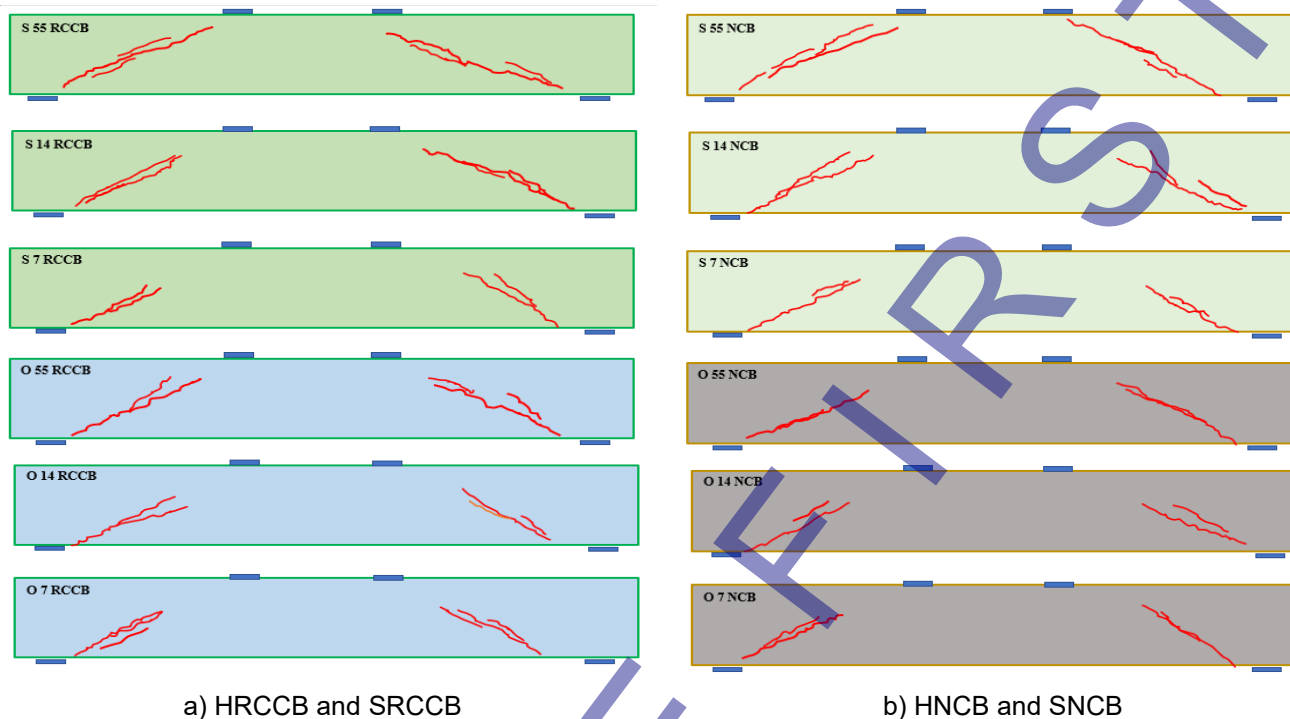 S 55 RCCB
S 14 RCCB
S 7 RCCB
O 55 RCCB
O 14 RCCB
O 7 RCCB
a) HRCCB and SRCCB
S 55 NCB
S 14 NCB
S 7 NCB
O 55 NCB
O 14 NCB
O 7 NCB
b) HNCB and SNCB
FIRST